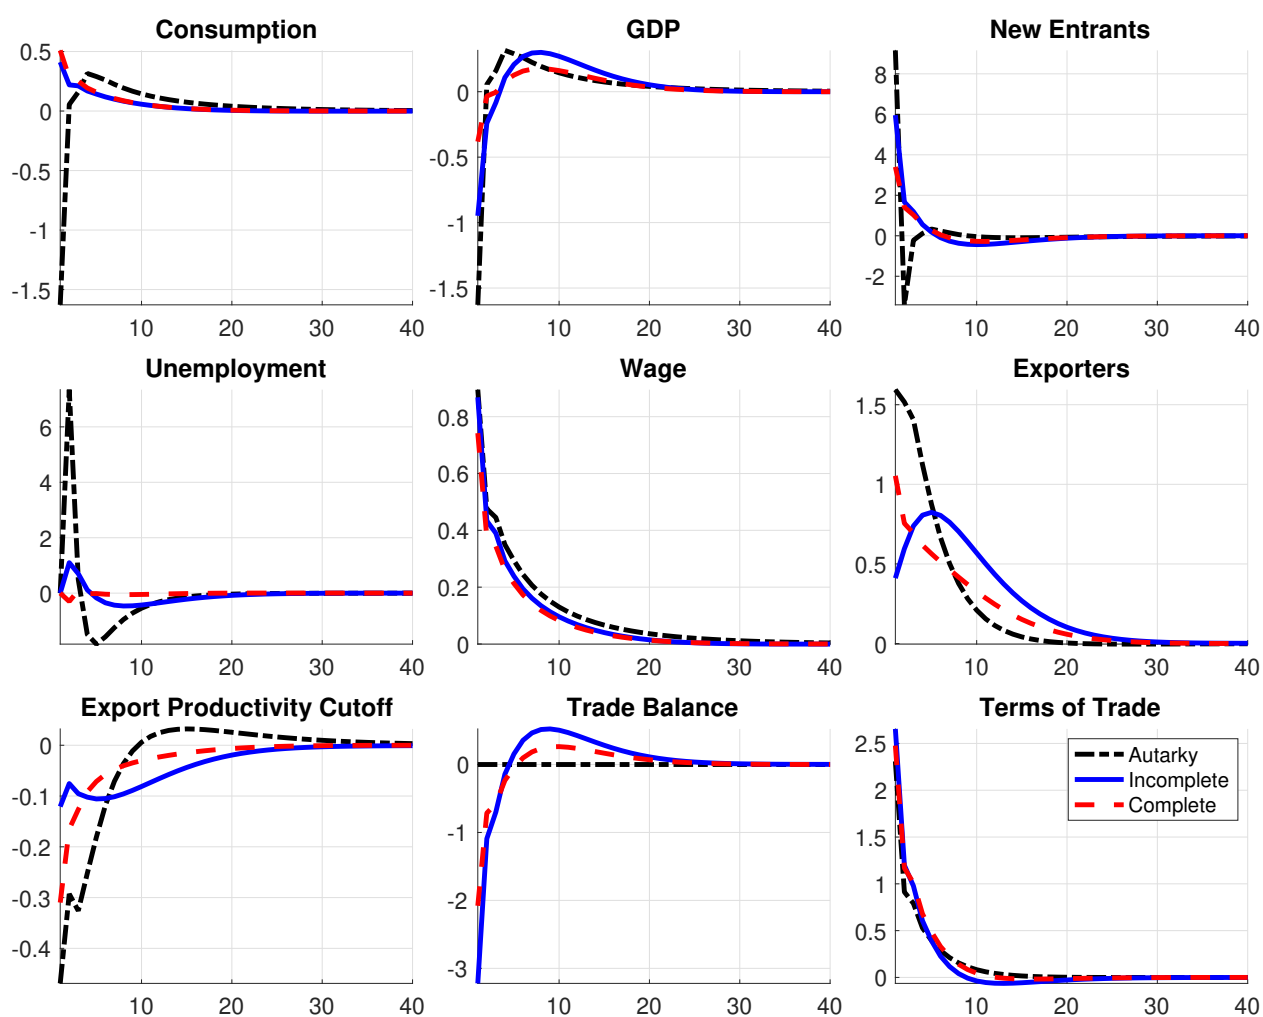 Consumption
GDP
New Entrants
0.5
0
-0.5
-1
-1.5
10 20 30 40
0
-0.5
-1
-1.5
10 20 30 40
8
6
4
2
0
-2
10 20 30 40
Unemployment
Wage
Exporters
6
4
2
0
10 20 30 40
0.8
0.6
0.4
0.2
0
10 20 30 40
1.5
1
0.5
0
10 20 30 40
Export Productivity Cutoff
Trade Balance
Terms of Trade
0
-0.1
-0.2
-0.3
-0.4
10 20 30 40
0
-1
-2
-3
10 20 30 40
2.5
2
1.5
1
0.5
0
10 20 30 40
Autarky
Incomplete
Complete